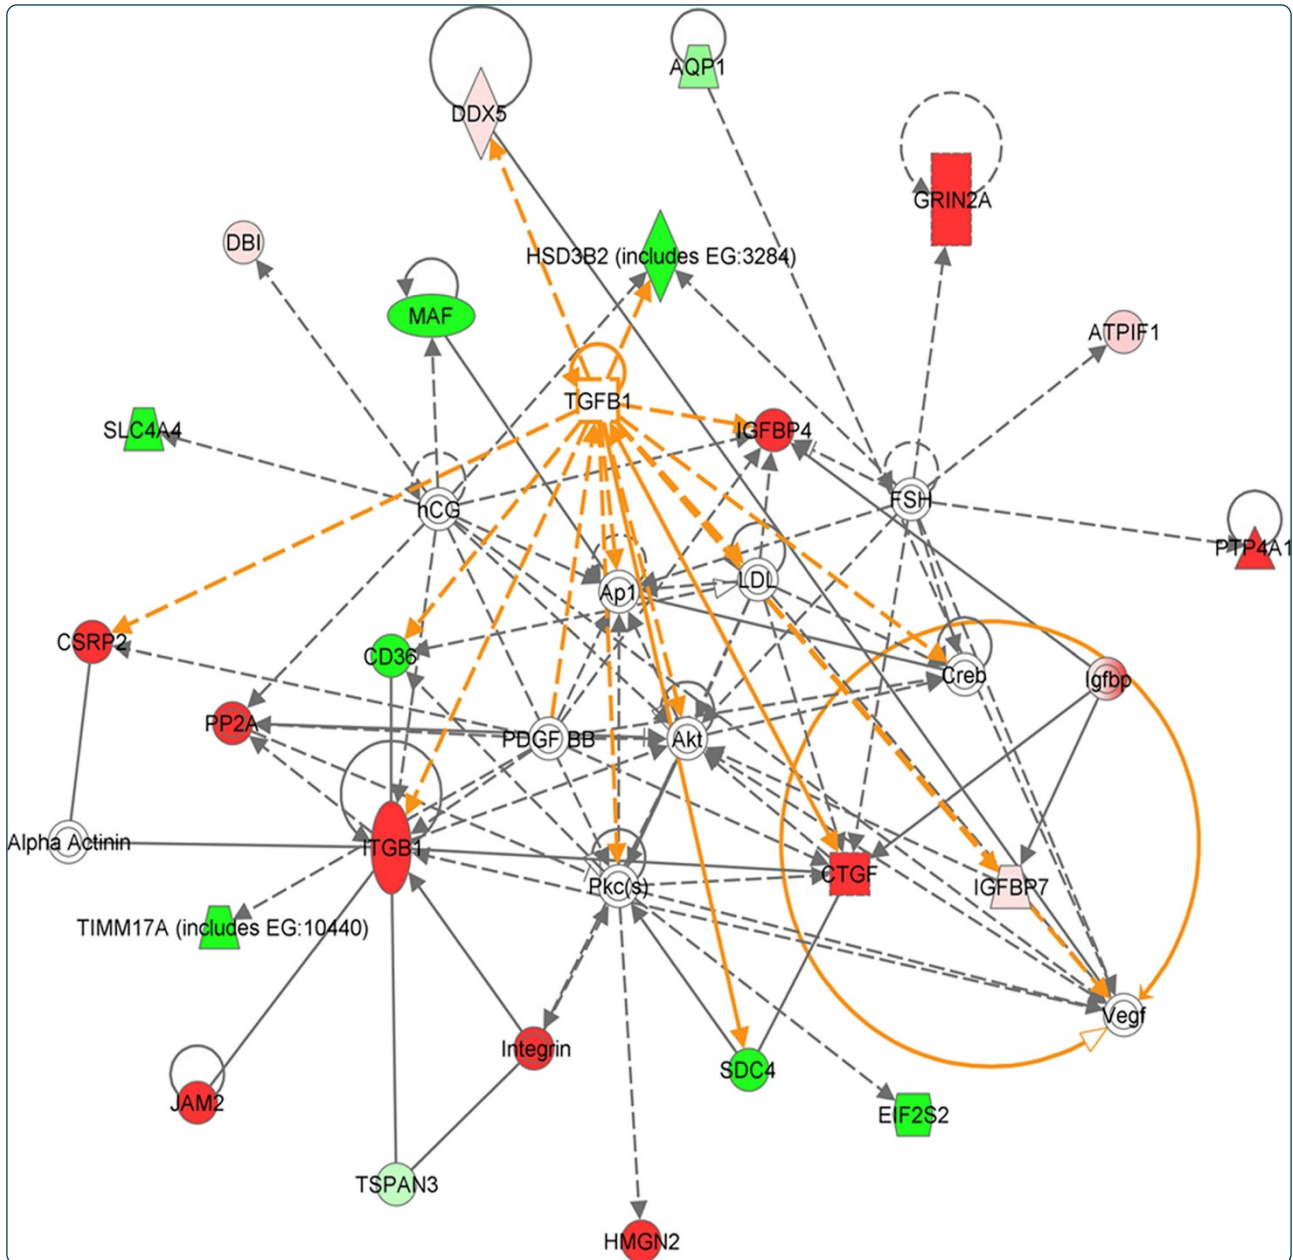 AQP1
DDX5
GRIN2A
DBI
HSD3B2 (includes EG:3284)
MAF
ATPIF1
TGFB1
SLC4A4
IGFBP4
hCG
FSH
PTP4A1
Ap1
LDL
CSRP2
CD36
Creb
Igfbp
PP2A
PDGF BB
Akt
Alpha Actinin
ITGB1
CTGF
Pkc(s)
IGFBP7
TIMM17A (includes EG:10440)
Vegf
Integrin
SDC4
JAM2
EIF2S2
TSPAN3
HMGN2